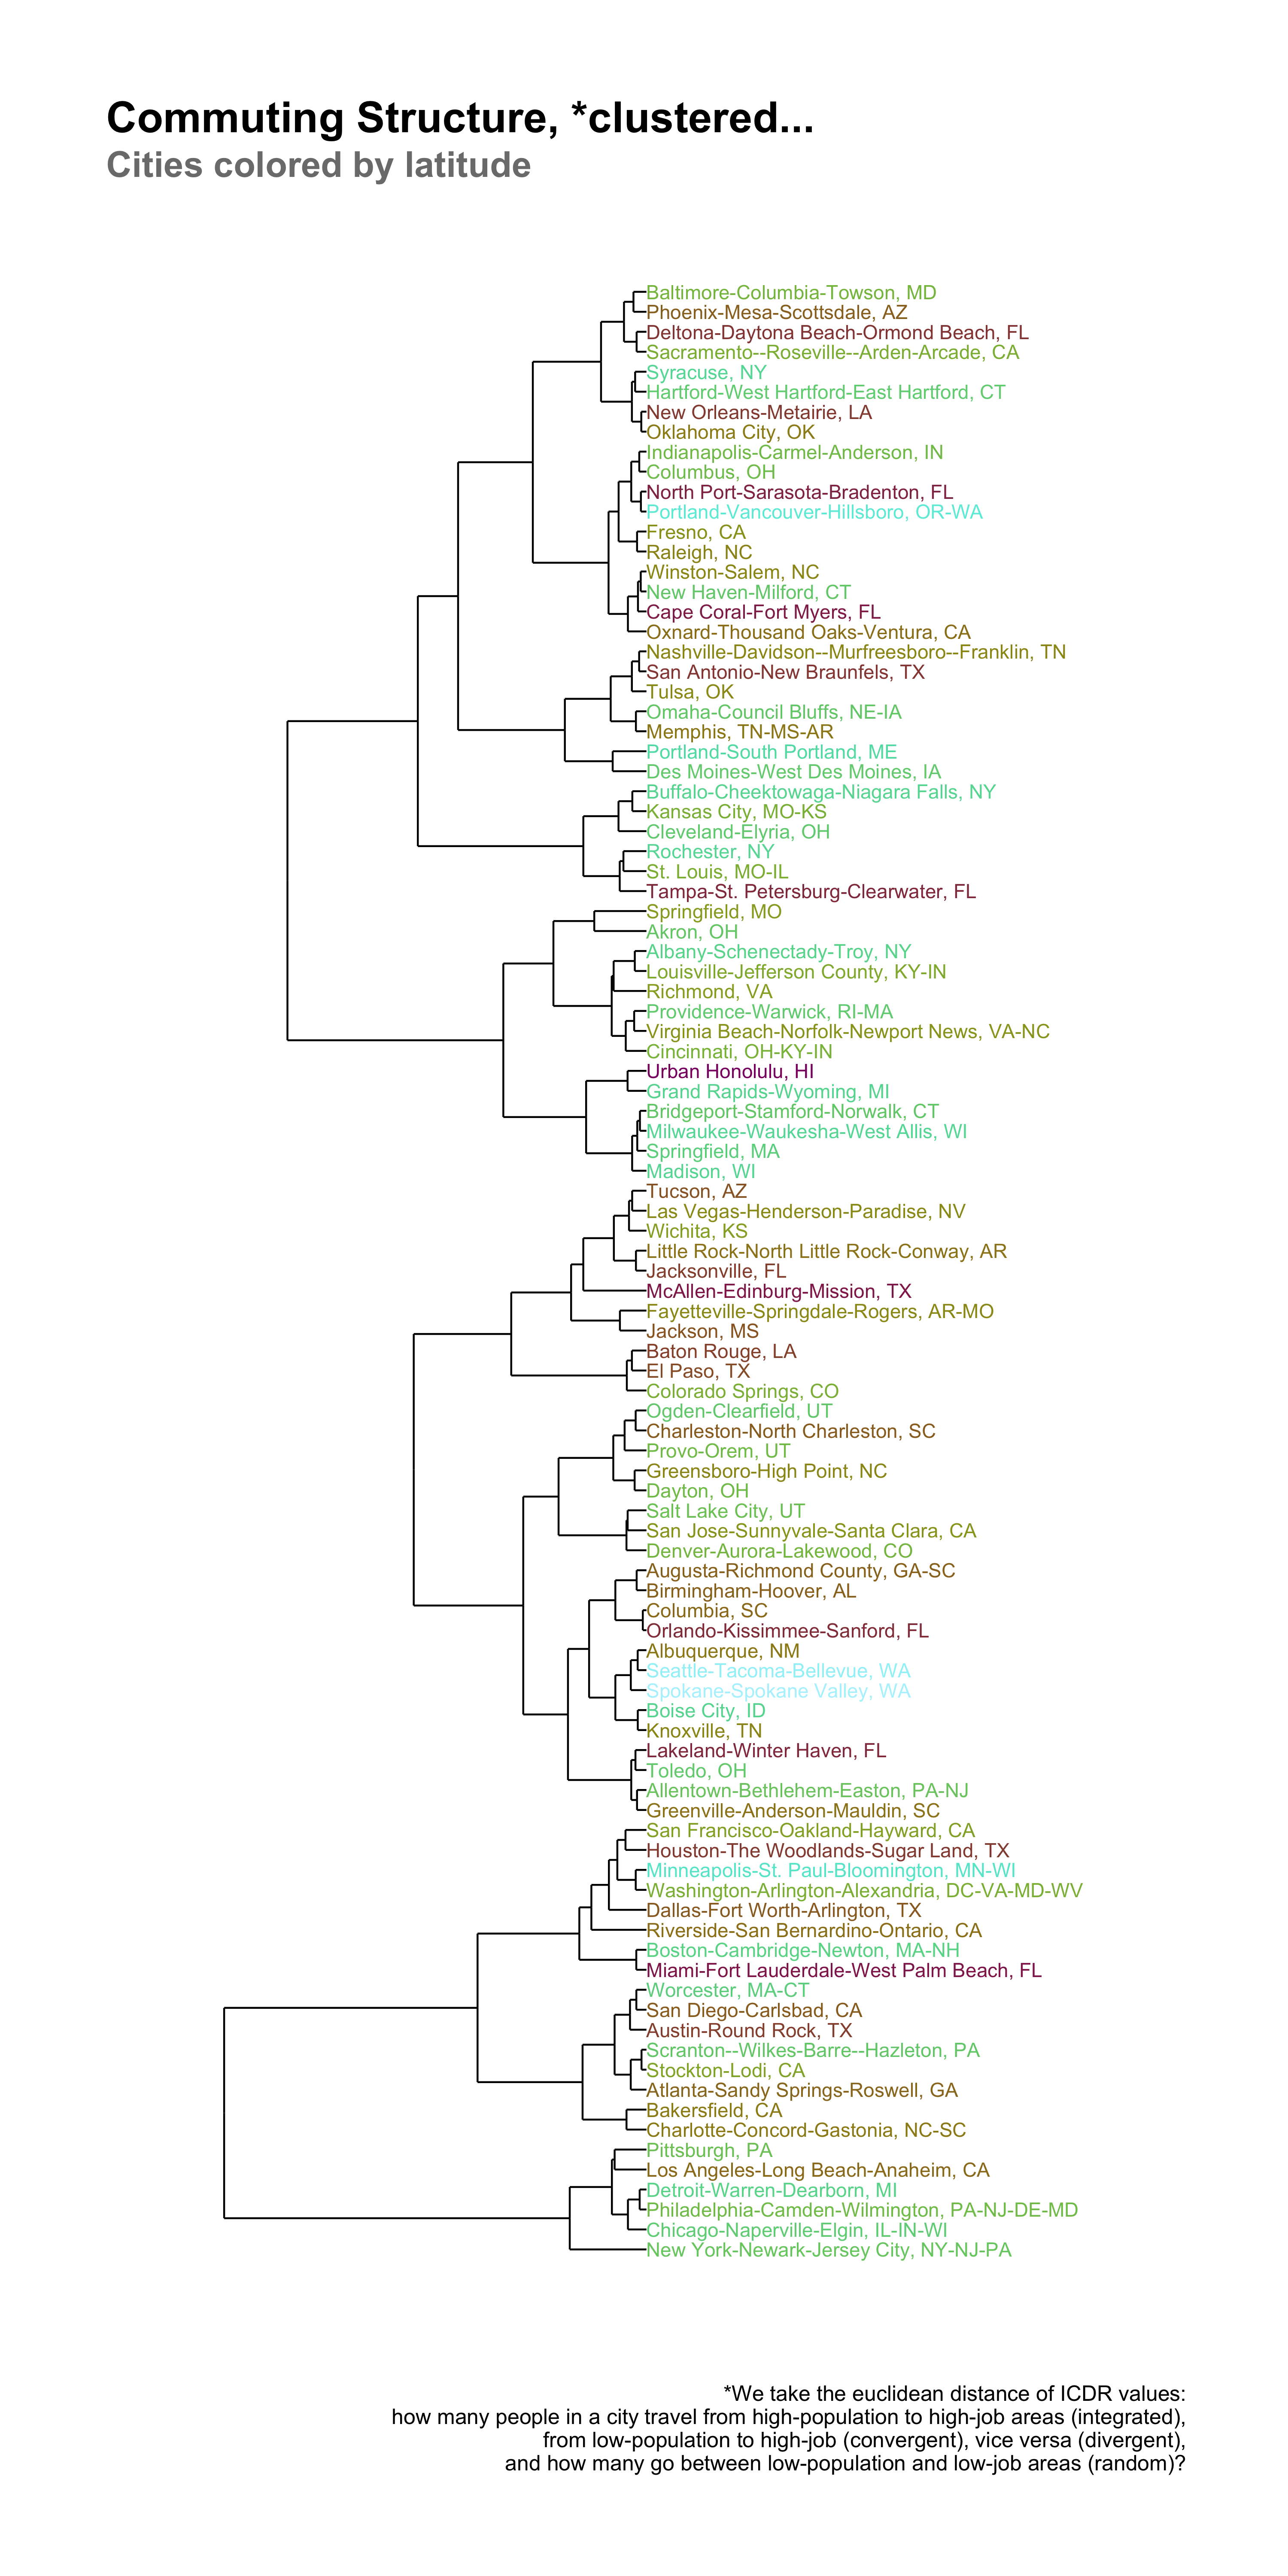 Commuting Structure, *clustered...
Cities colored by latitude
Baltimore-Columbia-Towson, MD
Phoenix-Mesa-Scottsdale, AZ
Deltona-Daytona Beach-Ormond Beach, FL
Sacramento--Roseville--Arden-Arcade, CA
Syracuse, NY
Hartford-West Hartford-East Hartford, CT
New Orleans-Metairie, LA
Oklahoma City, OK
Indianapolis-Carmel-Anderson, IN
Columbus, OH
North Port-Sarasota-Bradenton, FL
Portland-Vancouver-Hillsboro, OR-WA
Fresno, CA
Raleigh, NC
Winston-Salem, NC
New Haven-Milford, CT
Cape Coral-Fort Myers, FL
Oxnard-Thousand Oaks-Ventura, CA
Nashville-Davidson--Murfreesboro--Franklin, TN
San Antonio-New Braunfels, TX
Tulsa, OK
Omaha-Council Bluffs, NE-IA
Memphis, TN-MS-AR
Portland-South Portland, ME
Des Moines-West Des Moines, IA
Buffalo-Cheektowaga-Niagara Falls, NY
Kansas City, MO-KS
Cleveland-Elyria, OH
Rochester, NY
St. Louis, MO-IL
Tampa-St. Petersburg-Clearwater, FL
Springfield, MO
Akron, OH
Albany-Schenectady-Troy, NY
Louisville-Jefferson County, KY-IN
Richmond, VA
Providence-Warwick, RI-MA
Virginia Beach-Norfolk-Newport News, VA-NC
Cincinnati, OH-KY-IN
Urban Honolulu, HI
Grand Rapids-Wyoming, MI
Bridgeport-Stamford-Norwalk, CT
Milwaukee-Waukesha-West Allis, WI
Springfield, MA
Madison, WI
Tucson, AZ
Las Vegas-Henderson-Paradise, NV
Wichita, KS
Little Rock-North Little Rock-Conway, AR
Jacksonville, FL
McAllen-Edinburg-Mission, TX
Fayetteville-Springdale-Rogers, AR-MO
Jackson, MS
Baton Rouge, LA
El Paso, TX
Colorado Springs, CO
Ogden-Clearfield, UT
Charleston-North Charleston, SC
Provo-Orem, UT
Greensboro-High Point, NC
Dayton, OH
Salt Lake City, UT
San Jose-Sunnyvale-Santa Clara, CA
Denver-Aurora-Lakewood, CO
Augusta-Richmond County, GA-SC
Birmingham-Hoover, AL
Columbia, SC
Orlando-Kissimmee-Sanford, FL
Albuquerque, NM
Seattle-Tacoma-Bellevue, WA
Spokane-Spokane Valley, WA
Boise City, ID
Knoxville, TN
Lakeland-Winter Haven, FL
Toledo, OH
Allentown-Bethlehem-Easton, PA-NJ
Greenville-Anderson-Mauldin, SC
San Francisco-Oakland-Hayward, CA
Houston-The Woodlands-Sugar Land, TX
Minneapolis-St. Paul-Bloomington, MN-WI
Washington-Arlington-Alexandria, DC-VA-MD-WV
Dallas-Fort Worth-Arlington, TX
Riverside-San Bernardino-Ontario, CA
Boston-Cambridge-Newton, MA-NH
Miami-Fort Lauderdale-West Palm Beach, FL
Worcester, MA-CT
San Diego-Carlsbad, CA
Austin-Round Rock, TX
Scranton--Wilkes-Barre--Hazleton, PA
Stockton-Lodi, CA
Atlanta-Sandy Springs-Roswell, GA
Bakersfield, CA
Charlotte-Concord-Gastonia, NC-SC
Pittsburgh, PA
Los Angeles-Long Beach-Anaheim, CA
Detroit-Warren-Dearborn, MI
Philadelphia-Camden-Wilmington, PA-NJ-DE-MD
Chicago-Naperville-Elgin, IL-IN-WI
New York-Newark-Jersey City, NY-NJ-PA
*We take the euclidean distance of ICDR values:
how many people in a city travel from high-population to high-job areas (integrated),
from low-population to high-job (convergent), vice versa (divergent),
and how many go between low-population and low-job areas (random)?